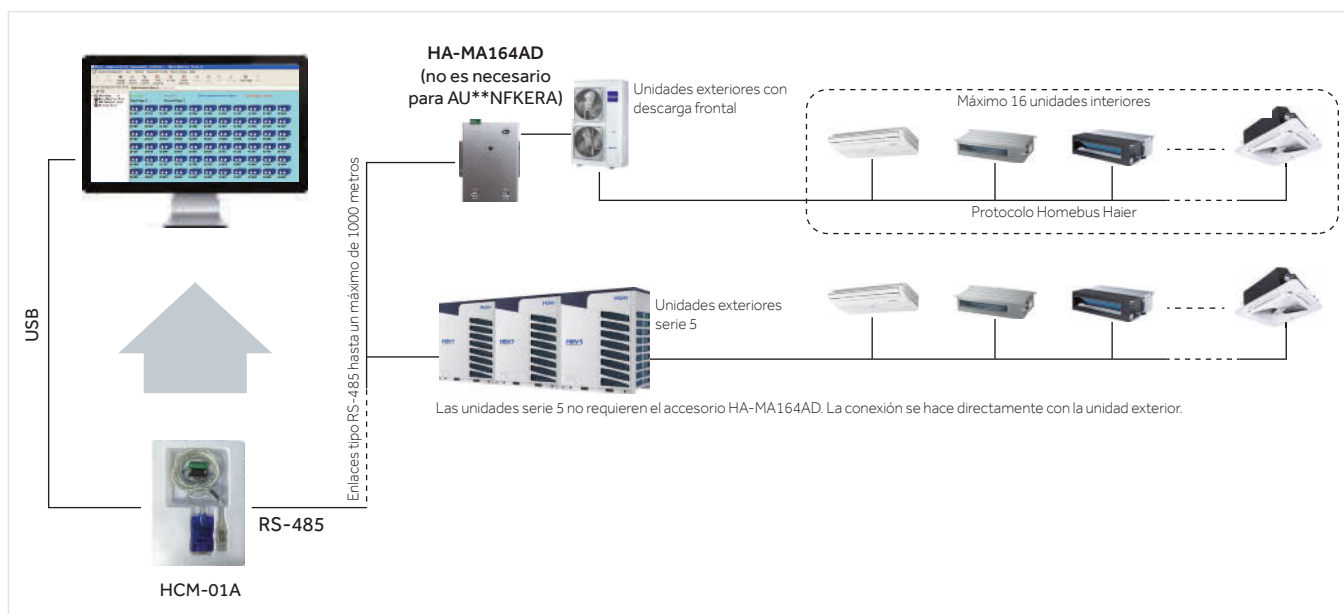 HA-MA164AD
(no es necesario
para AU**NFKERA)
Unidades exteriores con
descarga frontal
Máximo 16 unidades interiores
Protocolo Homebus Haier
USB
Enlaces tipo RS-485 hasta un máximo de 1000 metros
Unidades exteriores
serie 5
Las unidades serie 5 no requieren el accesorio HA-MA164AD. La conexión se hace directamente con la unidad exterior.
RS-485
HCM-01A